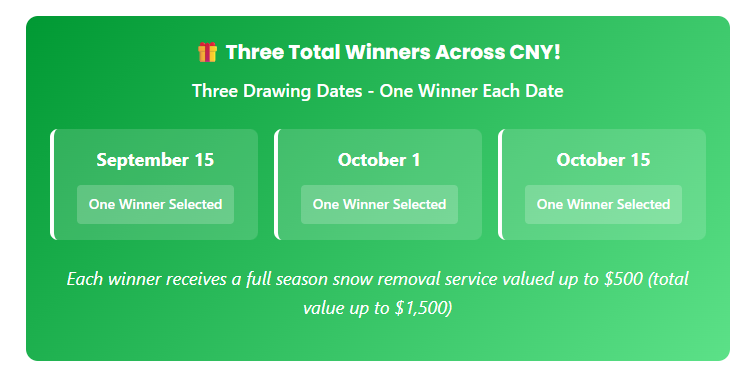 🎁 Three Total Winners Across CNY!
Three Drawing Dates - One Winner Each Date
September 15
One Winner Selected
October 1
One Winner Selected
October 15
One Winner Selected
Each winner receives a full season snow removal service valued up to $500 (total
value up to $1,500)